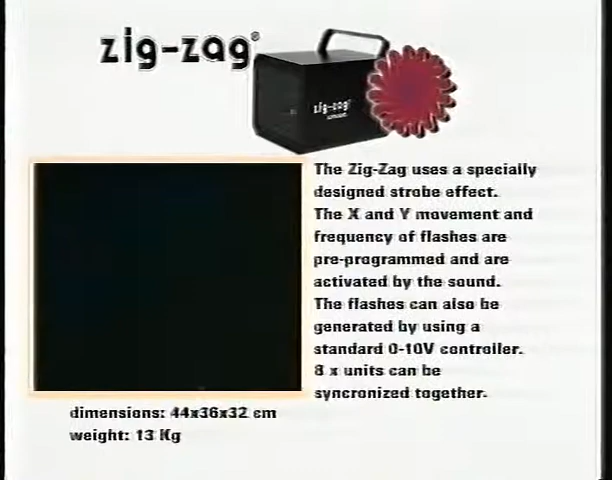 zig-zag®
zig-zag®
The Zig-Zag uses a specially
designed strobe effect.
The X and Y movement and
frequency of flashes are
pre-programmed and are
activated by the sound.
The flashes can also be
generated by using a
standard 0-10V controller.
8 x units can be
syncronized together.
dimensions: 44x36x32 cm
weight: 13 Kg